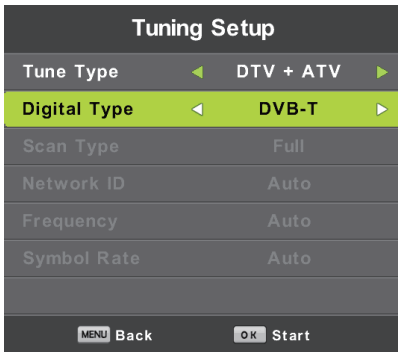 Tuning Setup
Tune Type DTV + ATV
Digital Type DVB-T
Scan Type Full
Network ID Auto
Frequency Auto
Symbol Rate Auto
MENU Back OK Start